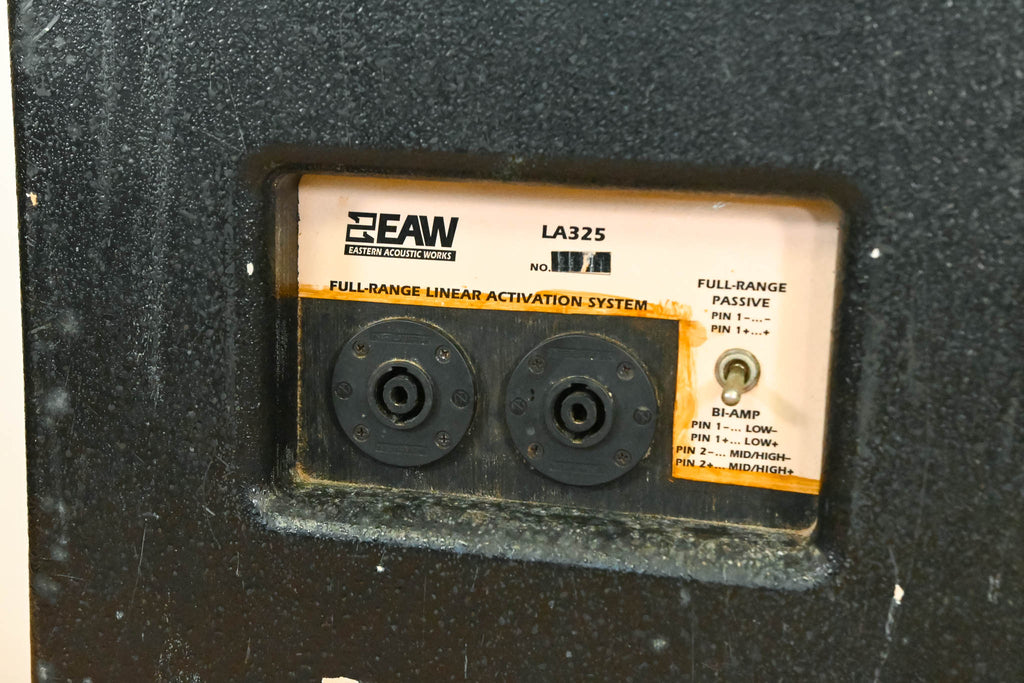 EAW
EASTERN ACOUSTIC WORKS
LA325
NO.
FULL-RANGE LINEAR ACTIVATION SYSTEM
FULL-RANGE
PASSIVE
PIN 1-...-
PIN 1+...+
BI-AMP
PIN 1-... LOW-
PIN 1+... LOW+
PIN 2-... MID/HIGH-
PIN 2+... MID/HIGH+